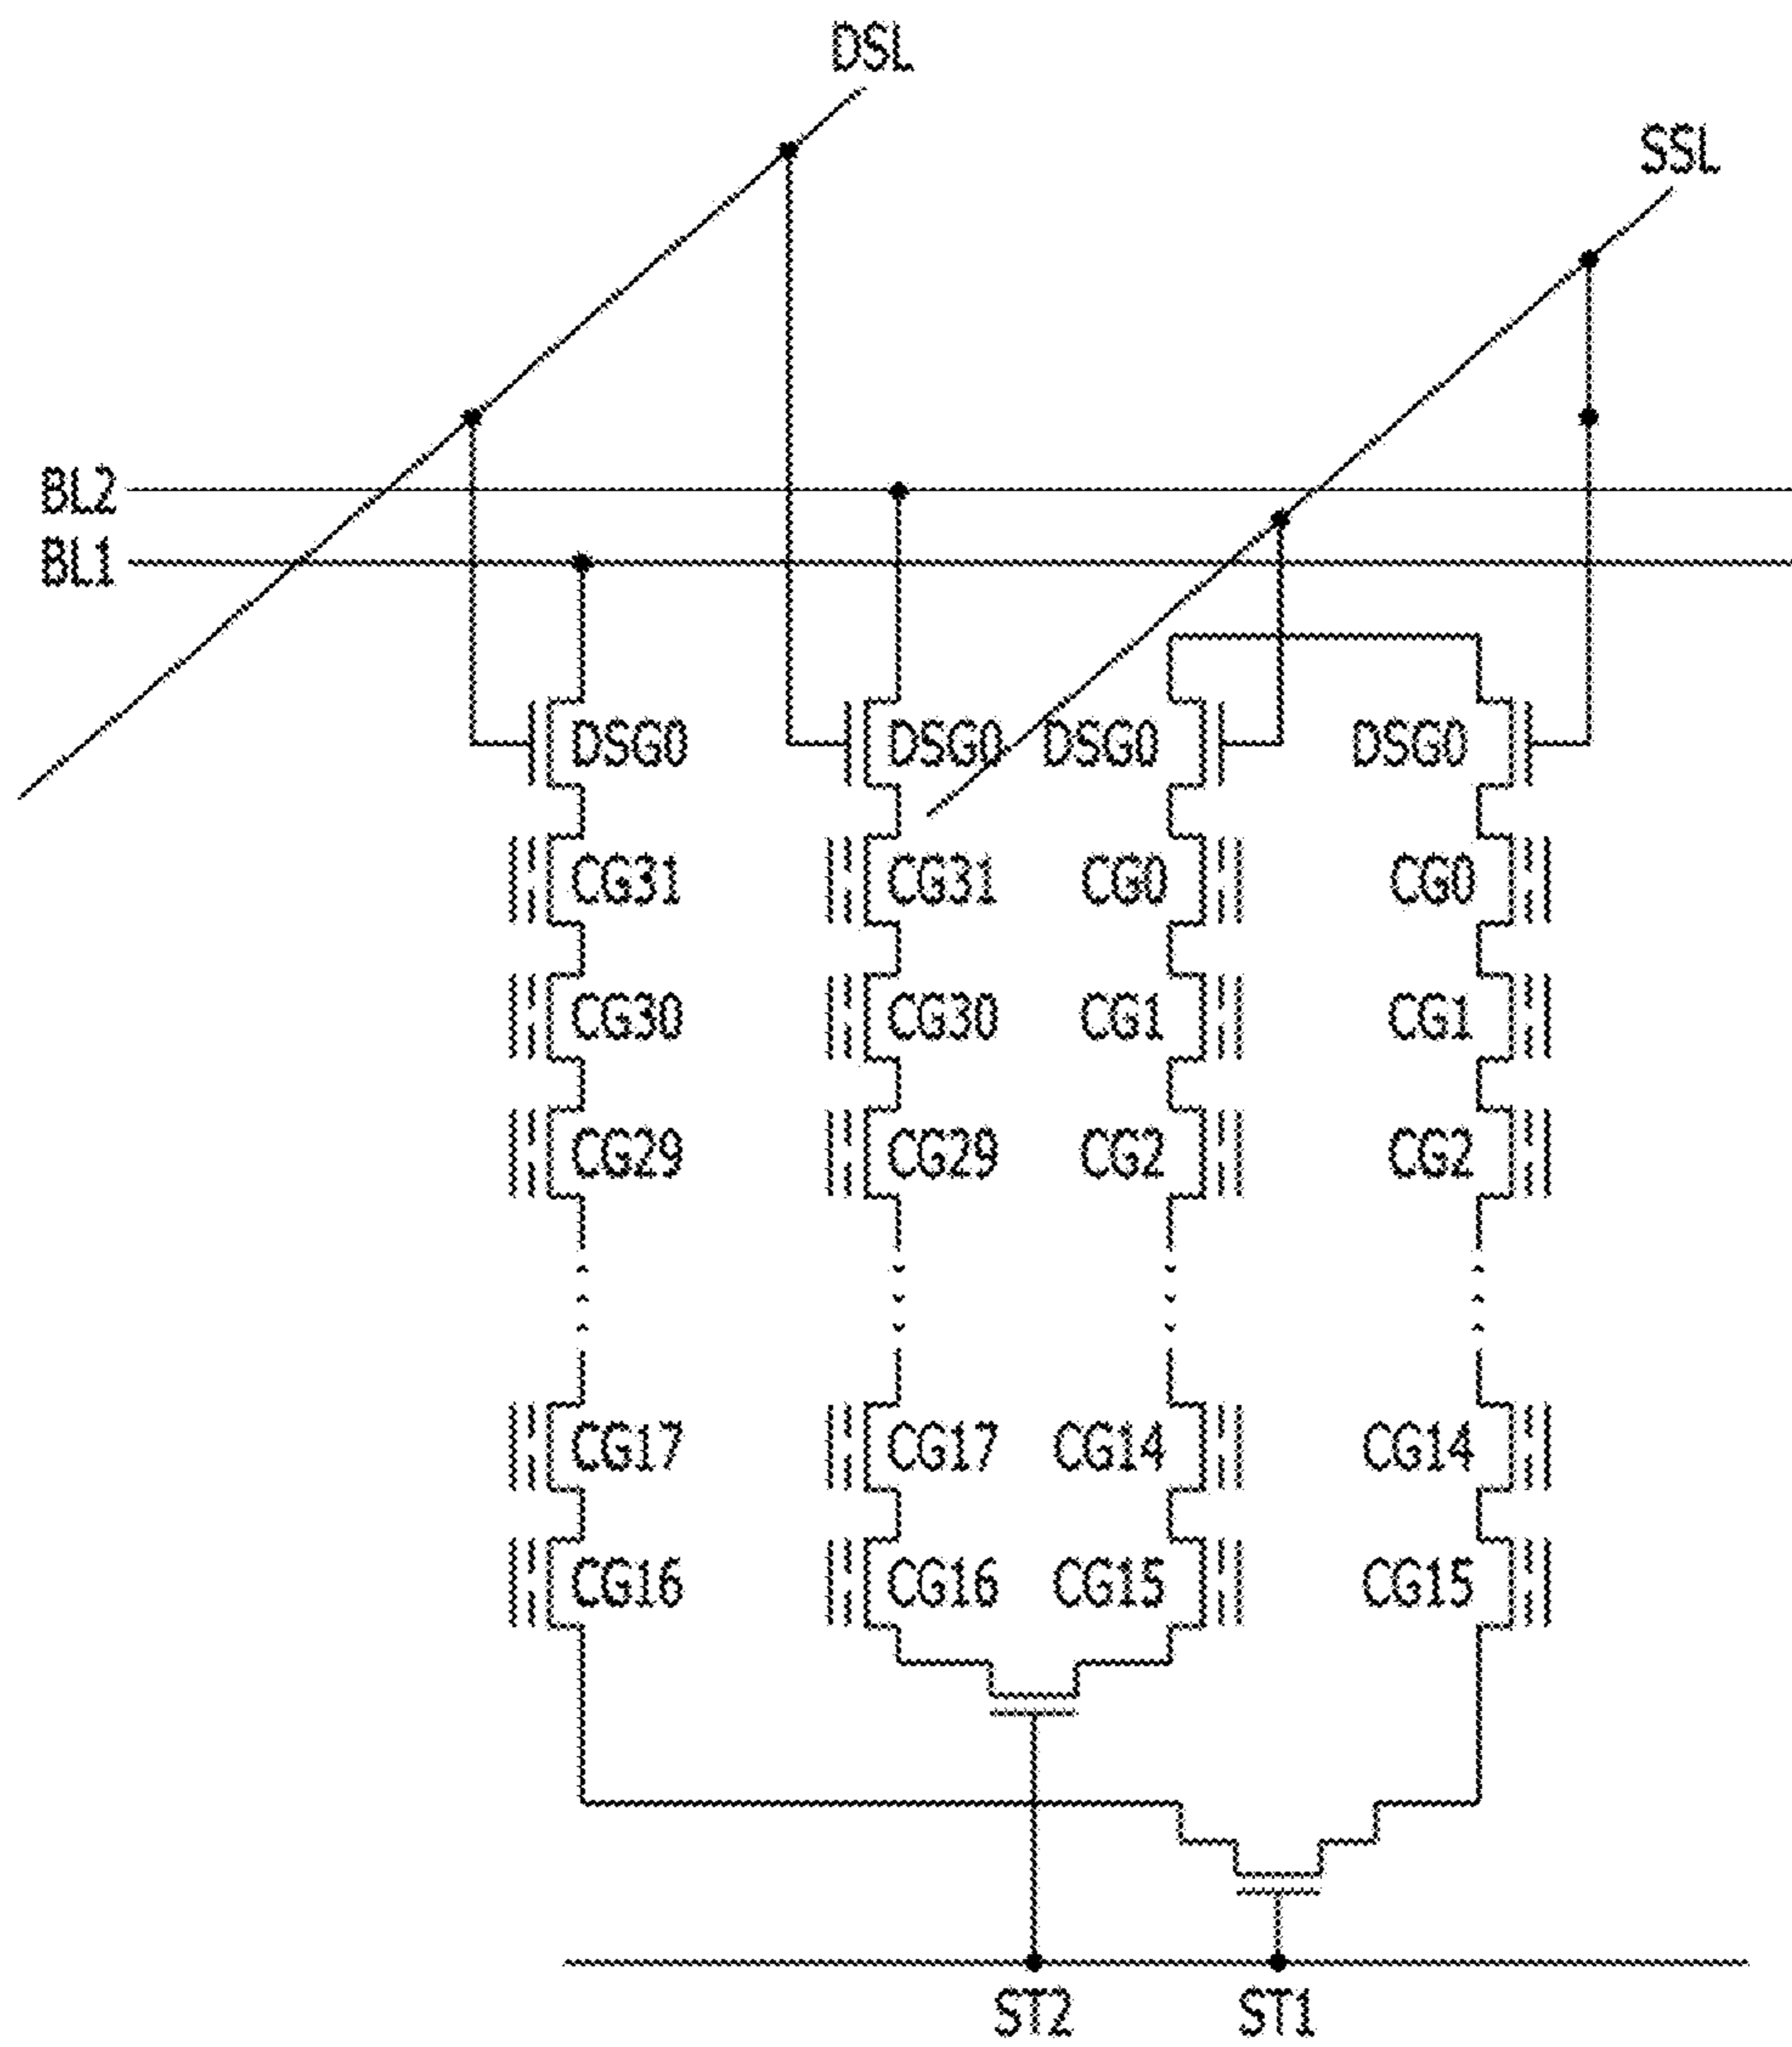 DSL
SSL
BL2
BL1
DSG0 DSG0 DSG0 DSG0
CG31 CG31 CG0 CG0
CG30 CG30 CG1 CG1
CG29 CG29 CG2 CG2
CG17 CG17 CG14 CG14
CG16 CG16 CG15 CG15
ST2 ST1